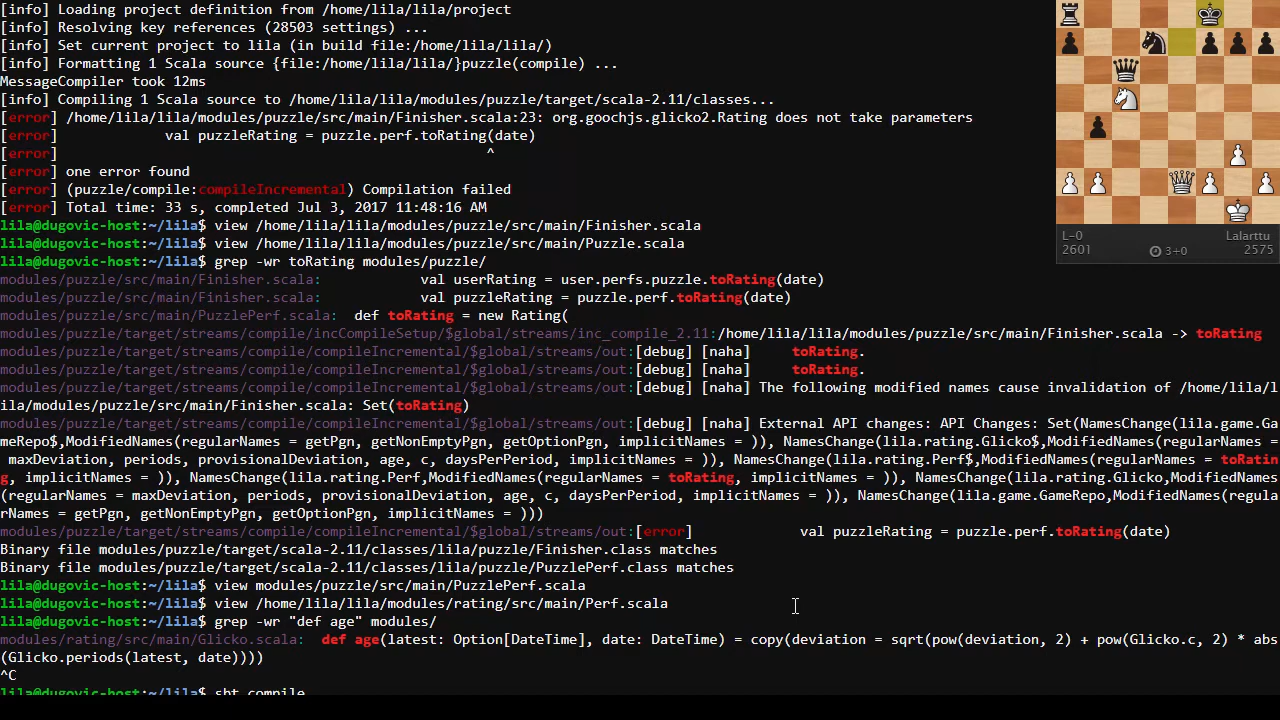 [info] Loading project definition from /home/lila/lila/project
[info] Resolving key references (28503 settings) ...
[info] Set current project to lila (in build file:/home/lila/lila/)
[info] Formatting 1 Scala source {file:/home/lila/lila/}puzzle(compile) ...
MessageCompiler took 12ms
[info] Compiling 1 Scala source to /home/lila/lila/modules/puzzle/target/scala-2.11/classes...
[error] /home/lila/lila/modules/puzzle/src/main/Finisher.scala:23: org.goochjs.glicko2.Rating does not take parameters
[error]             val puzzleRating = puzzle.perf.toRating(date)
[error]                                                    ^
[error] one error found
[error] (puzzle/compile:compileIncremental) Compilation failed
[error] Total time: 33 s, completed Jul 3, 2017 11:48:16 AM
lila@dugovic-host:~/lila$ view /home/lila/lila/modules/puzzle/src/main/Finisher.scala
lila@dugovic-host:~/lila$ view /home/lila/lila/modules/puzzle/src/main/Puzzle.scala
lila@dugovic-host:~/lila$ grep -wr toRating modules/puzzle/
modules/puzzle/src/main/Finisher.scala:            val userRating = user.perfs.puzzle.toRating(date)
modules/puzzle/src/main/Finisher.scala:            val puzzleRating = puzzle.perf.toRating(date)
modules/puzzle/src/main/PuzzlePerf.scala:  def toRating = new Rating(
modules/puzzle/target/streams/compile/incCompileSetup/$global/streams/inc_compile_2.11:/home/lila/lila/modules/puzzle/src/main/Finisher.scala -> toRating
modules/puzzle/target/streams/compile/compileIncremental/$global/streams/out:[debug] [naha]     toRating.
modules/puzzle/target/streams/compile/compileIncremental/$global/streams/out:[debug] [naha]     toRating.
modules/puzzle/target/streams/compile/compileIncremental/$global/streams/out:[debug] [naha] The following modified names cause invalidation of /home/lila/l
ila/modules/puzzle/src/main/Finisher.scala: Set(toRating)
modules/puzzle/target/streams/compile/compileIncremental/$global/streams/out:[debug] [naha] External API changes: API Changes: Set(NamesChange(lila.game.Ga
meRepo$,ModifiedNames(regularNames = getPgn, getNonEmptyPgn, getOptionPgn, implicitNames = )), NamesChange(lila.rating.Glicko$,ModifiedNames(regularNames =
 maxDeviation, periods, provisionalDeviation, age, c, daysPerPeriod, implicitNames = )), NamesChange(lila.rating.Perf$,ModifiedNames(regularNames = toRatin
g, implicitNames = )), NamesChange(lila.rating.Perf,ModifiedNames(regularNames = toRating, implicitNames = )), NamesChange(lila.rating.Glicko,ModifiedNames
(regularNames = maxDeviation, periods, provisionalDeviation, age, c, daysPerPeriod, implicitNames = )), NamesChange(lila.game.GameRepo,ModifiedNames(regula
rNames = getPgn, getNonEmptyPgn, getOptionPgn, implicitNames = )))
modules/puzzle/target/streams/compile/compileIncremental/$global/streams/out:[error]             val puzzleRating = puzzle.perf.toRating(date)
Binary file modules/puzzle/target/scala-2.11/classes/lila/puzzle/Finisher.class matches
Binary file modules/puzzle/target/scala-2.11/classes/lila/puzzle/PuzzlePerf.class matches
lila@dugovic-host:~/lila$ view modules/puzzle/src/main/PuzzlePerf.scala
lila@dugovic-host:~/lila$ view /home/lila/lila/modules/rating/src/main/Perf.scala
lila@dugovic-host:~/lila$ grep -wr "def age" modules/
modules/rating/src/main/Glicko.scala:  def age(latest: Option[DateTime], date: DateTime) = copy(deviation = sqrt(pow(deviation, 2) + pow(Glicko.c, 2) * abs
(Glicko.periods(latest, date))))
^C
lila@dugovic-host:~/lila$ sbt compile
L-0
2601
3+0
Lalarttu
2575